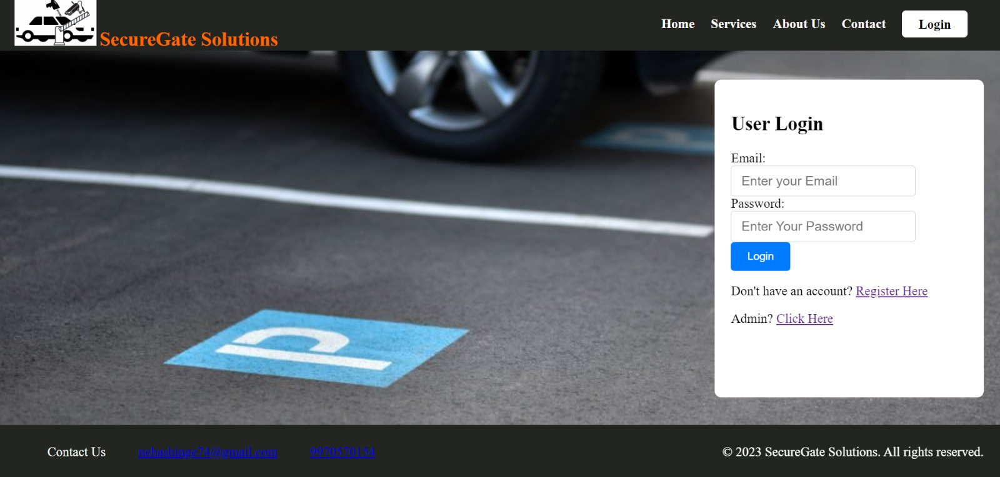 SecureGate Solutions
Home Services About Us Contact Login
User Login
Email:
Enter your Email
Password:
Enter Your Password
Login
Don't have an account? Register Here
Admin? Click Here
P
Contact Us nehashinge74@gmail.com 9970570154 © 2023 SecureGate Solutions. All rights reserved.